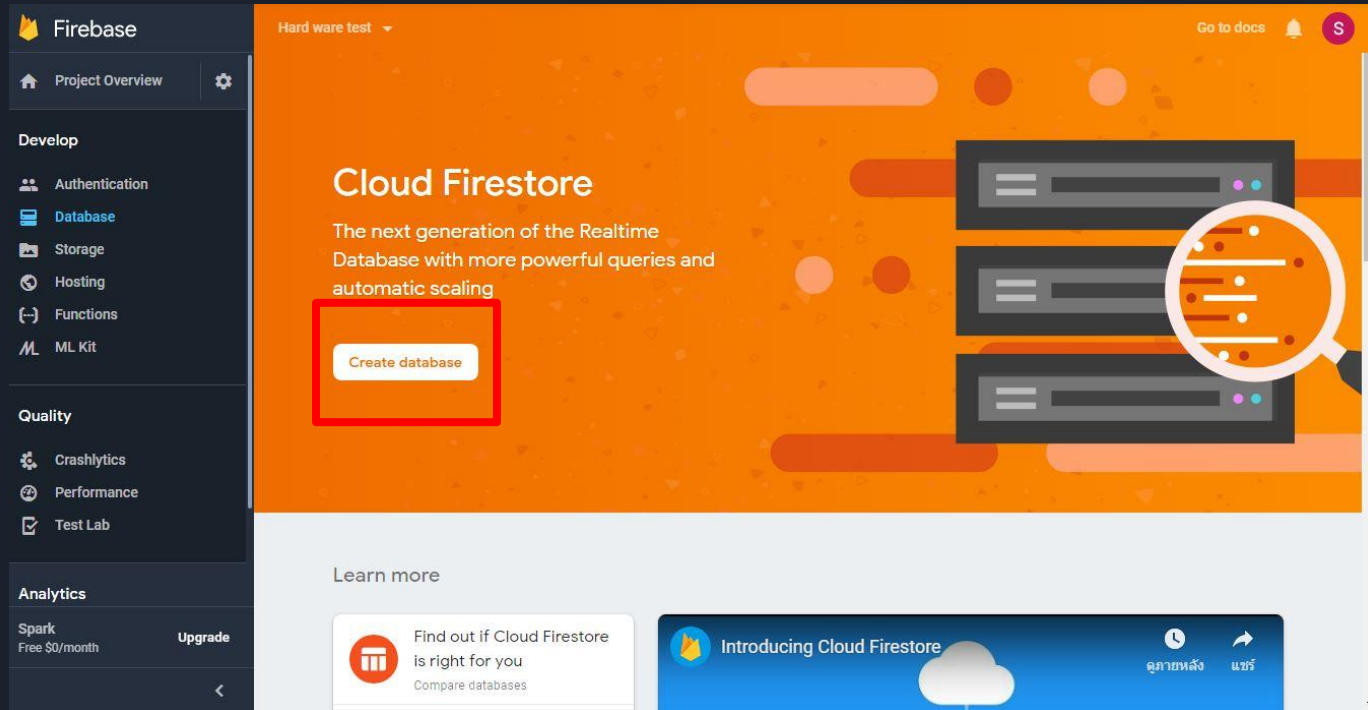 Firebase
Hard ware test
Go to docs
S
Project Overview
Develop
Authentication
Database
Storage
Hosting
Functions
ML Kit
Quality
Crashlytics
Performance
Test Lab
Analytics
Spark
Free $0/month
Upgrade
Cloud Firestore
The next generation of the Realtime
Database with more powerful queries and
automatic scaling
Create database
Learn more
Find out if Cloud Firestore
is right for you
Compare databases
Introducing Cloud Firestore
ดูภายหลัง
แชร์